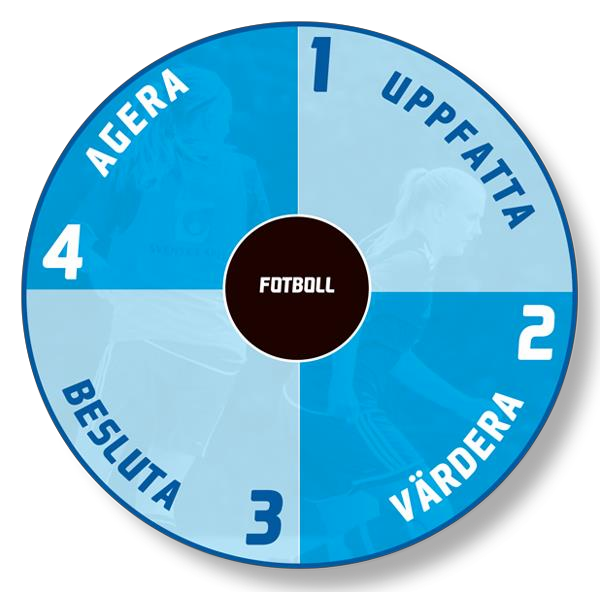 1
UPPFATTA
2
VÄRDERA
3
BESLUTA
4
AGERA
FOTBOLL